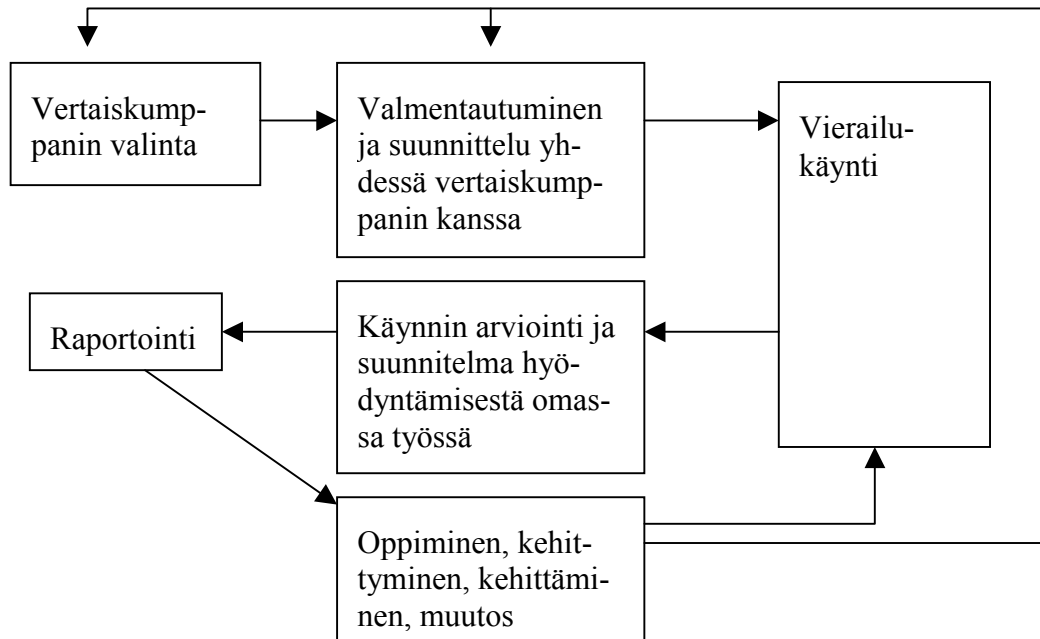 Vertaiskump-
panin valinta
Valmentautuminen
ja suunnittelu yh-
dessä vertaiskump-
panin kanssa
Vierailu-
käynti
Raportointi
Käynnin arviointi ja
suunnitelma hyö-
dyntämisestä omas-
sa työssä
Oppiminen, kehit-
tyminen, kehittämi-
nen, muutos